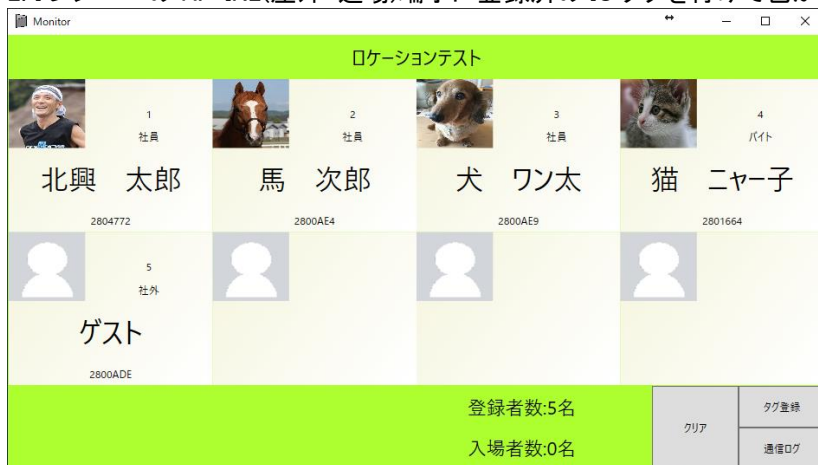 Monitor
ロケーションテスト
1
社員
北興　太郎
2804772
2
社員
馬　次郎
2800AE4
3
社員
犬　ワン太
2800AE9
4
バイト
猫　ニャー子
2801664
5
社外
ゲスト
2800ADE
登録者数:5名
入場者数:0名
クリア
タグ登録
通信ログ